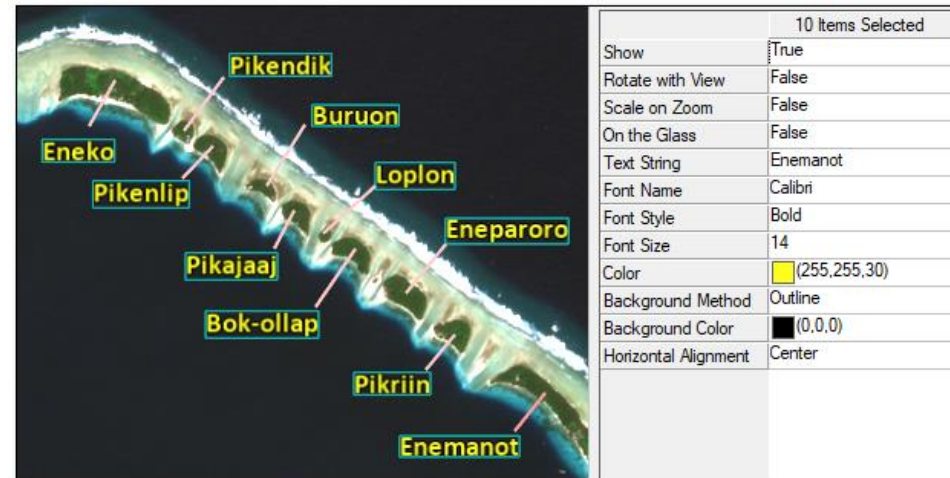 Pikendik
Buruon
Eneko
Loplon
Pikenlip
Eneparoro
Pikajaaj
Bok-ollap
Pikriin
Enemanot
10 Items Selected
Show True
Rotate with View False
Scale on Zoom False
On the Glass False
Text String Enemanot
Font Name Calibri
Font Style Bold
Font Size 14
Color (255,255,30)
Background Method Outline
Background Color (0,0,0)
Horizontal Alignment Center